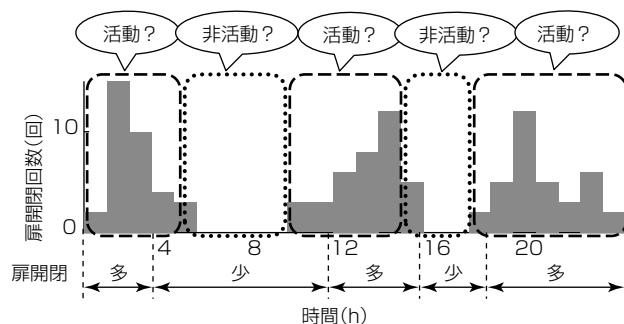 活動？ 非活動？ 活動？ 非活動？ 活動？
扉開閉回数(回)
10
0
4 8 12 16 20
扉開閉 多 少 多 少 多
時間(h)